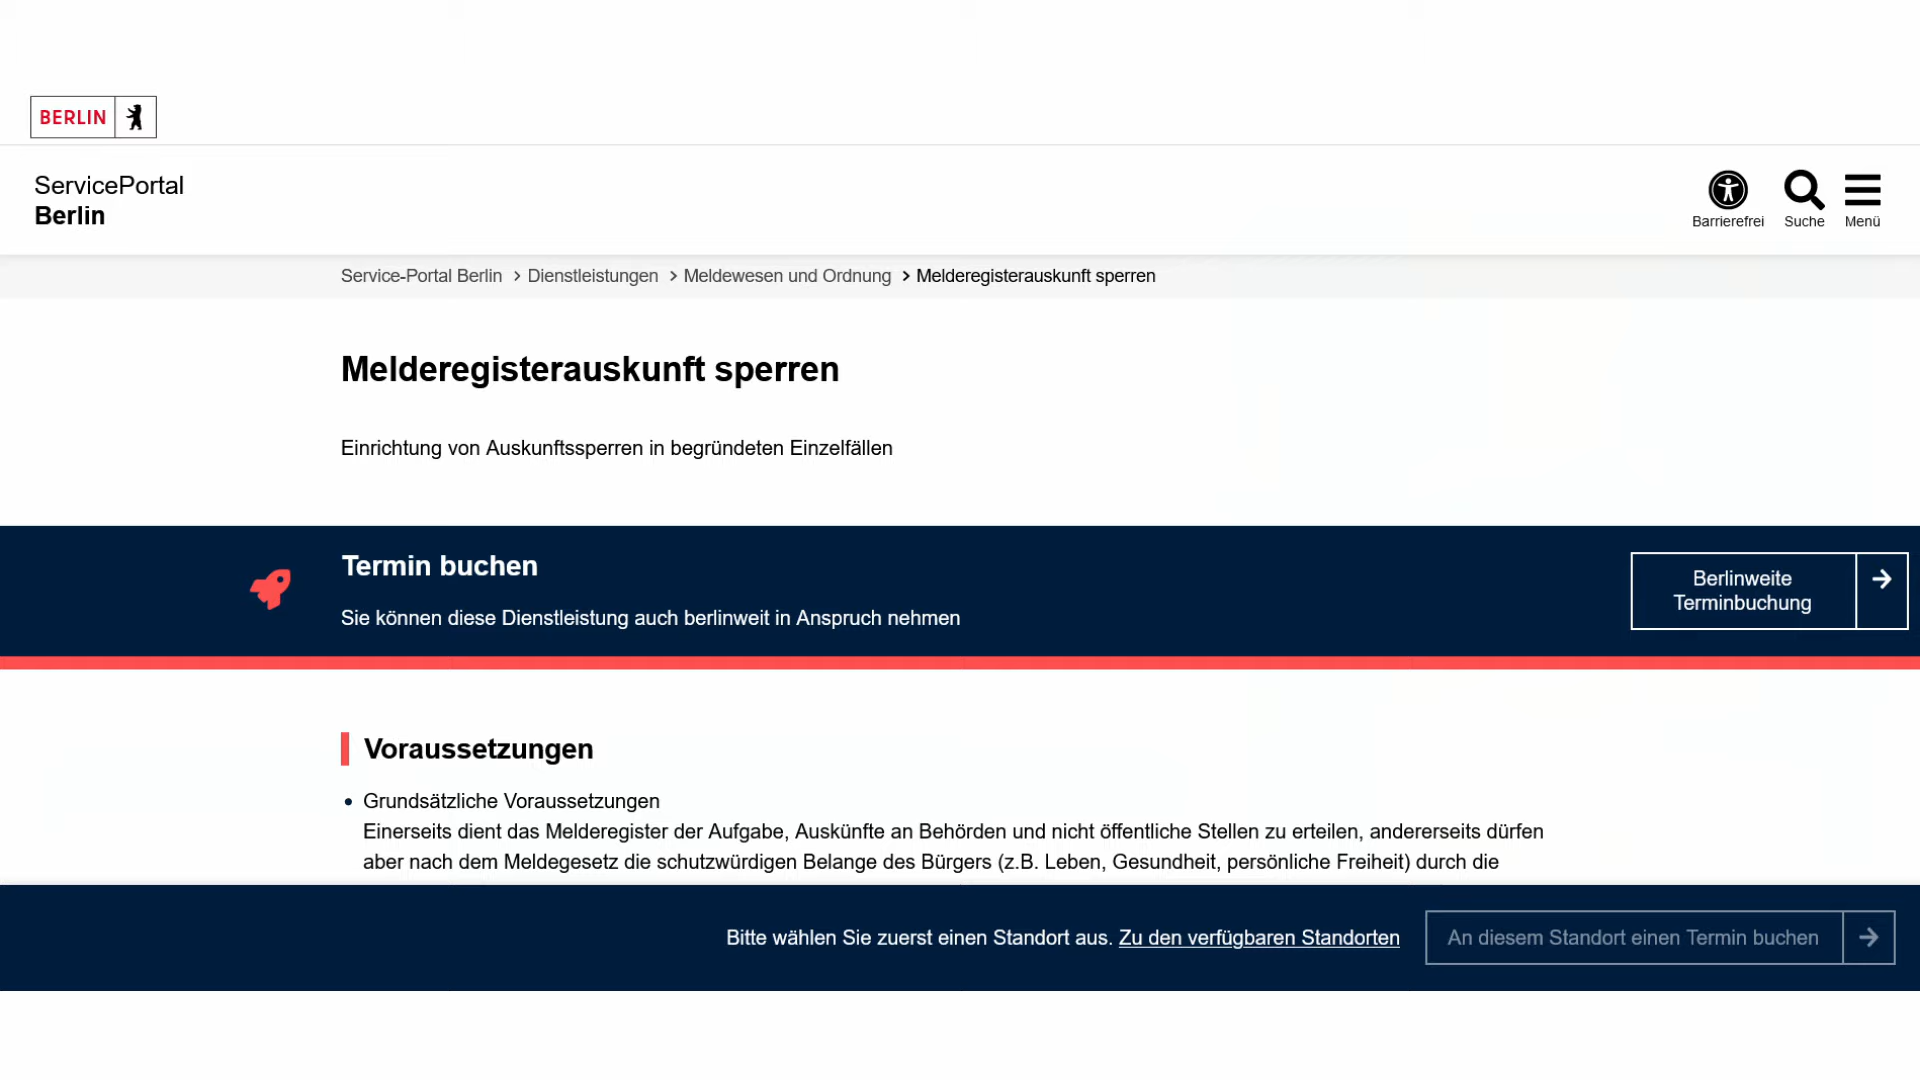 BERLIN
ServicePortal
Berlin
Barrierefrei
Suche
Menü
Service-Portal Berlin
Dienstleistungen
Meldewesen und Ordnung
Melderegisterauskunft sperren
Melderegisterauskunft sperren
Einrichtung von Auskunftssperren in begründeten Einzelfällen
Termin buchen
Sie können diese Dienstleistung auch berlinweit in Anspruch nehmen
Berlinweite
Terminbuchung
Voraussetzungen
Grundsätzliche Voraussetzungen
Einerseits dient das Melderegister der Aufgabe, Auskünfte an Behörden und nicht öffentliche Stellen zu erteilen, andererseits dürfen
aber nach dem Meldegesetz die schutzwürdigen Belange des Bürgers (z.B. Leben, Gesundheit, persönliche Freiheit) durch die
Bitte wählen Sie zuerst einen Standort aus. Zu den verfügbaren Standorten
An diesem Standort einen Termin buchen